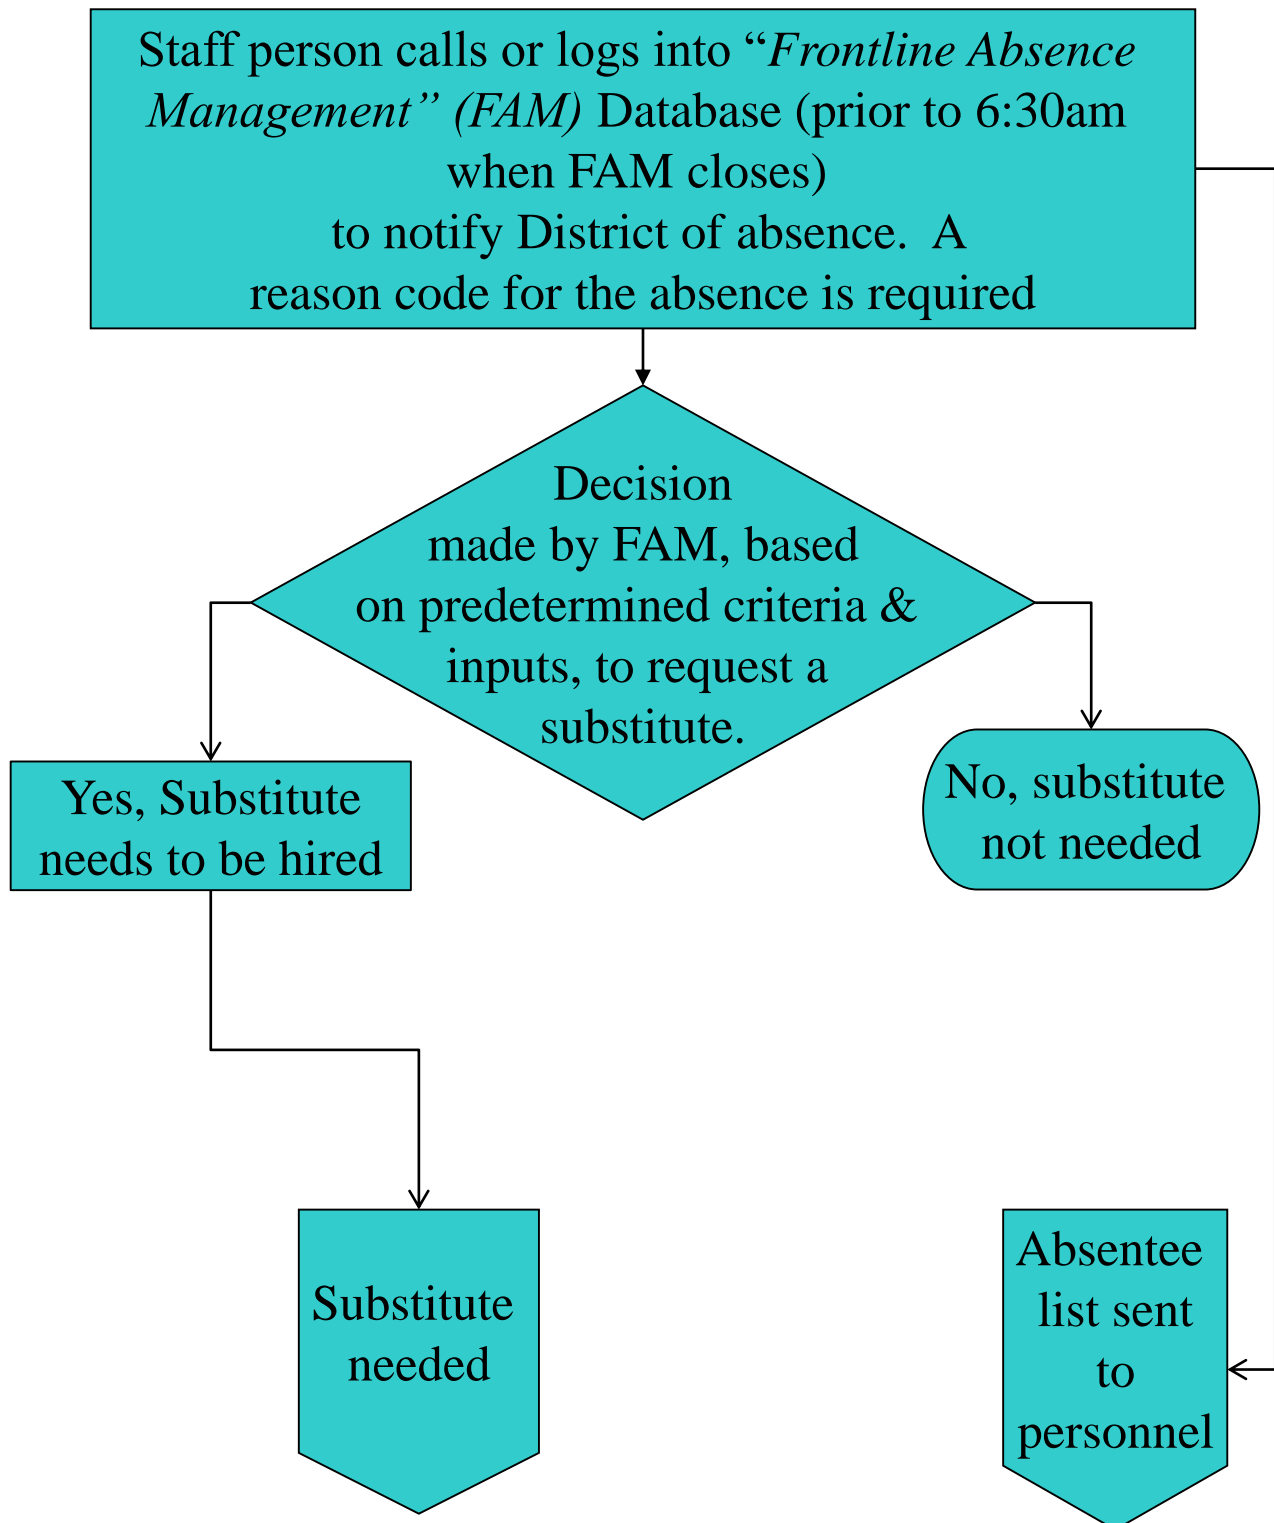 Staff person calls or logs into “Frontline Absence
Management” (FAM) Database (prior to 6:30am
when FAM closes)
to notify District of absence.  A
reason code for the absence is required
Decision
made by FAM, based
on predetermined criteria &
inputs, to request a
substitute.
Yes, Substitute
needs to be hired
No, substitute
not needed
Substitute
needed
Absentee
list sent
to
personnel